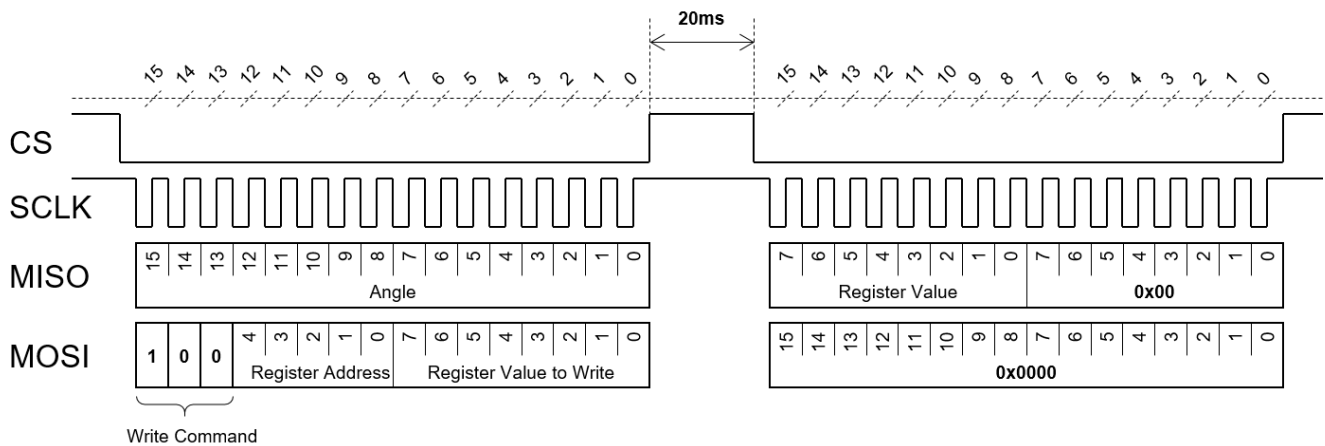 20ms
15 14 13 12 11 10 9 8 7 6 5 4 3 2 1 0 15 14 13 12 11 10 9 8 7 6 5 4 3 2 1 0
CS
SCLK
MISO
15 14 13 12 11 10 9 8 7 6 5 4 3 2 1 0 7 6 5 4 3 2 1 0 7 6 5 4 3 2 1 0
Angle Register Value 0x00
MOSI
1 0 0 4 3 2 1 0 7 6 5 4 3 2 1 0 15 14 13 12 11 10 9 8 7 6 5 4 3 2 1 0
Register Address Register Value to Write 0x0000
Write Command